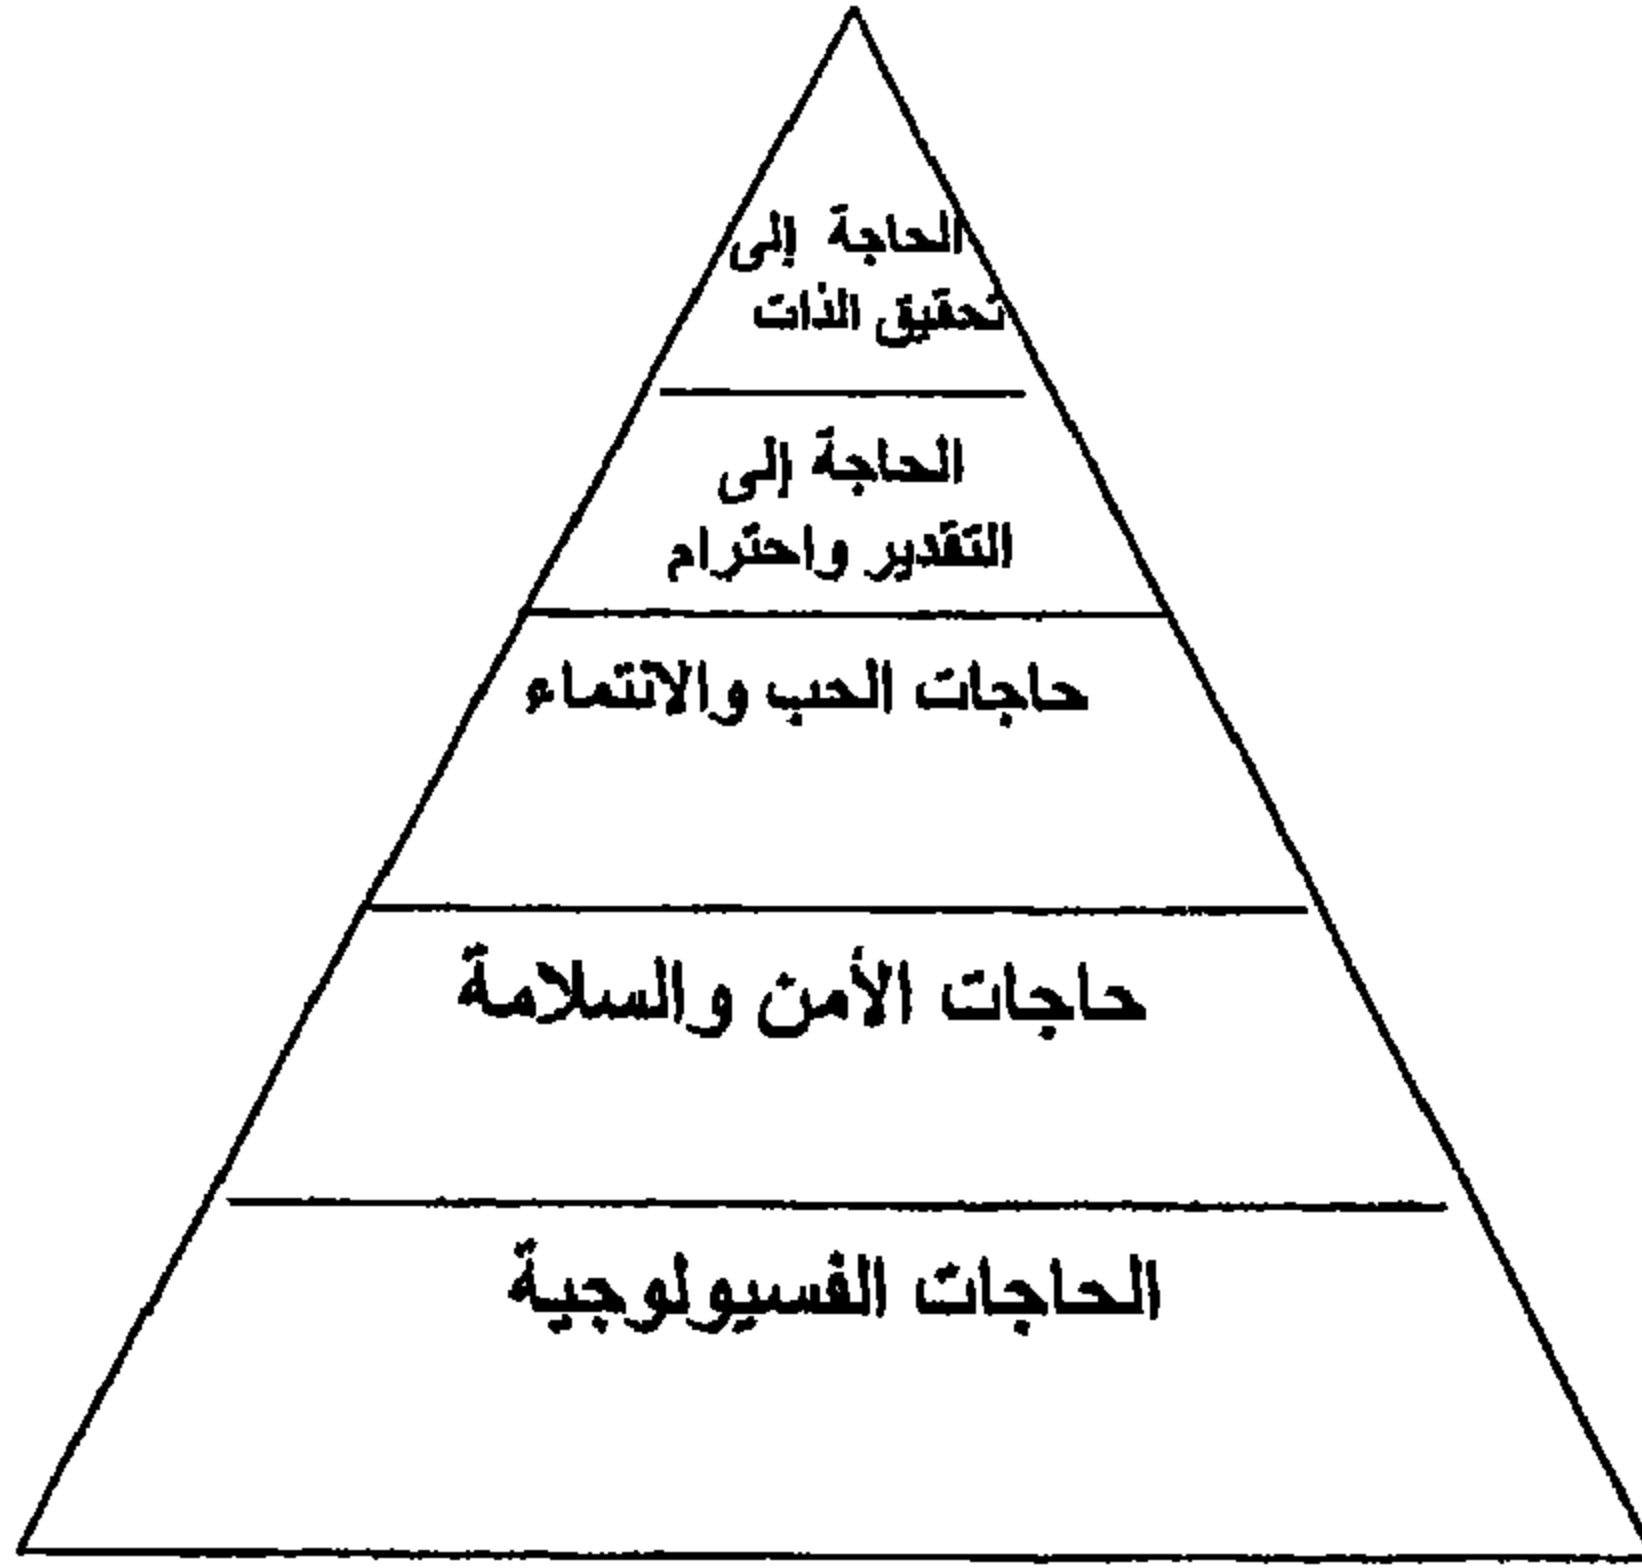 الحاجة إلى
تحقيق الذات
الحاجة إلى
التقدير واحترام
حاجات الحب والانتماء
حاجات الأمن والسلامة
الحاجات الفسيولوجية